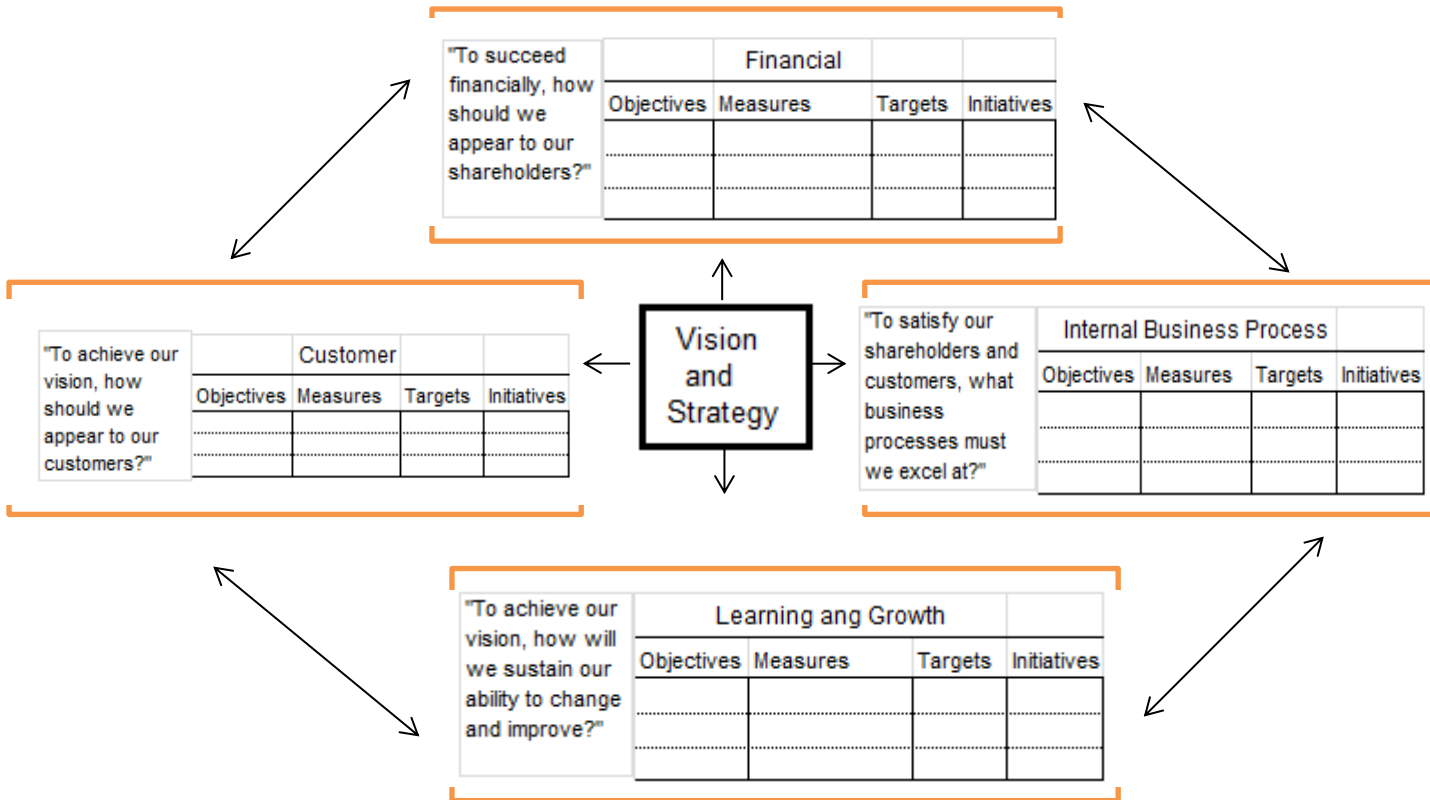 "To succeed
financially, how
should we
appear to our
shareholders?"
Financial
Objectives Measures Targets Initiatives
"To achieve our
vision, how
should we
appear to our
customers?"
Customer
Objectives Measures Targets Initiatives
Vision
and
Strategy
"To satisfy our
shareholders and
customers, what
business
processes must
we excel at?"
Internal Business Process
Objectives Measures Targets Initiatives
"To achieve our
vision, how will
we sustain our
ability to change
and improve?"
Learning ang Growth
Objectives Measures Targets Initiatives